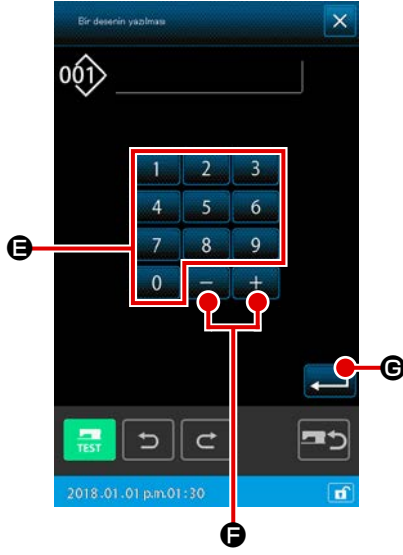 Bir desenin yazılması
001
1 2 3
4 5 6
E
7 8 9
0 - +
G
TEST
2018.01.01 p.m.01:30
F